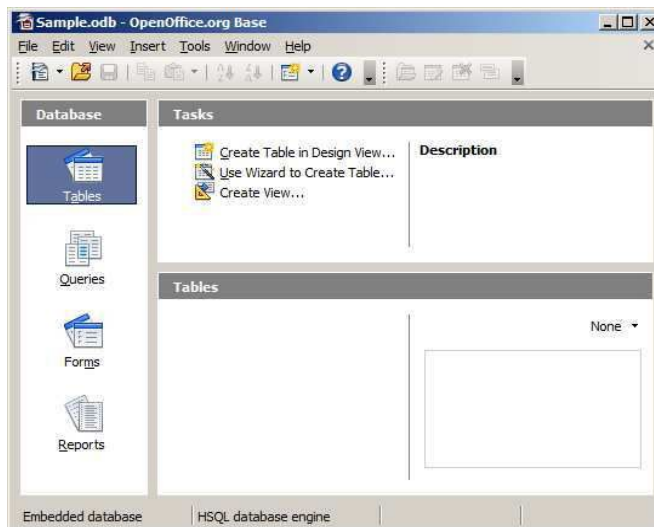 Sample.odb - OpenOffice.org Base
File Edit View Insert Tools Window Help
Database
Tasks
Tables
Queries
Forms
Reports
Create Table in Design View...
Use Wizard to Create Table...
Create View...
Description
Tables
None
Embedded database
HSQL database engine